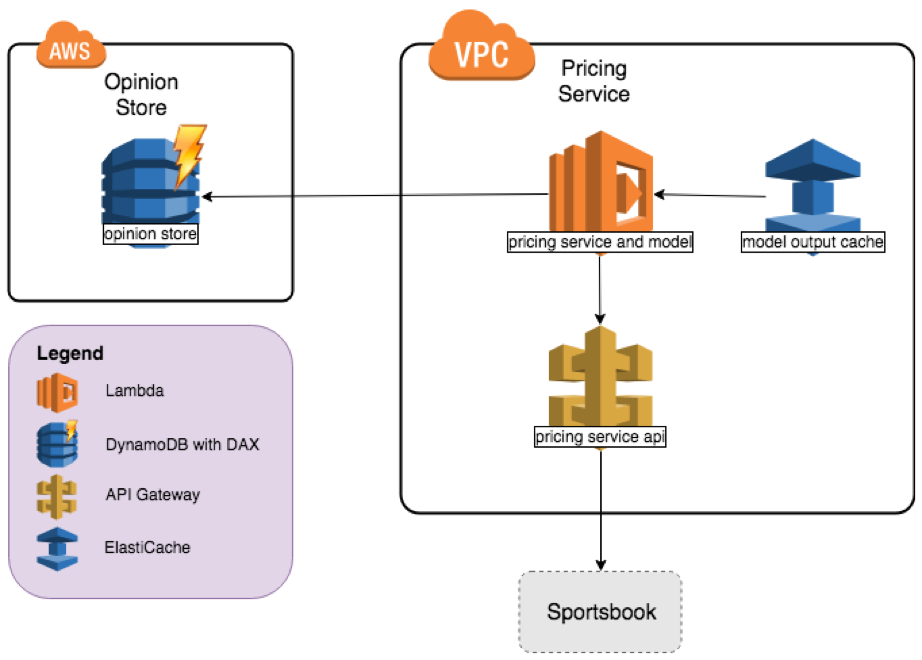 AWS
Opinion
Store
opinion store
VPC
Pricing
Service
pricing service and model
model output cache
pricing service api
Sportsbook
Legend
Lambda
DynamoDB with DAX
API Gateway
ElastiCache